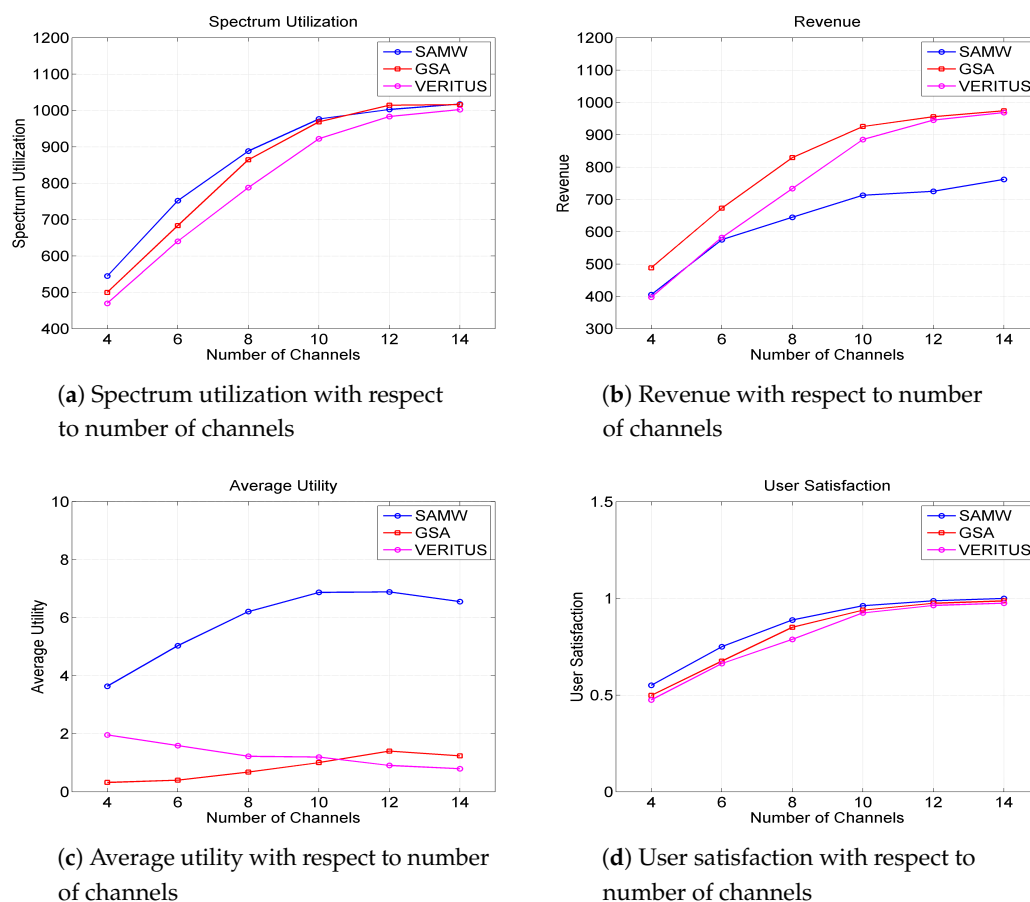 Spectrum Utilization
1200
1100
1000
900
800
700
600
500
400
Spectrum Utilization
SAMW
GSA
VERITUS
4 6 8 10 12 14
Number of Channels
(a) Spectrum utilization with respect
to number of channels
Revenue
1200
1100
1000
900
800
700
600
500
400
300
Revenue
SAMW
GSA
VERITUS
4 6 8 10 12 14
Number of Channels
(b) Revenue with respect to number
of channels
Average Utility
10
8
6
4
2
0
Average Utility
SAMW
GSA
VERITUS
4 6 8 10 12 14
Number of Channels
(c) Average utility with respect to number
of channels
User Satisfaction
1.5
1
0.5
0
User Satisfaction
SAMW
GSA
VERITUS
4 6 8 10 12 14
Number of Channels
(d) User satisfaction with respect to
number of channels